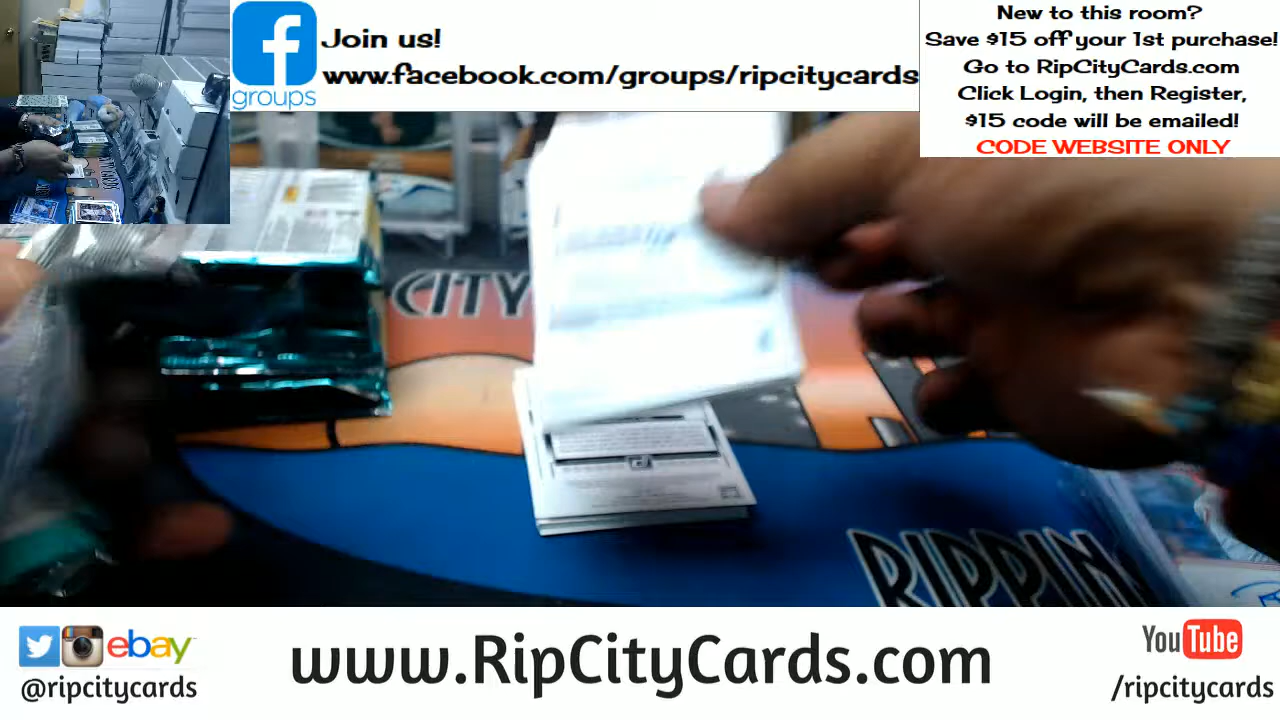 Join us!
www.facebook.com/groups/ripcitycards
groups
New to this room?
Save $15 off your 1st purchase!
Go to RipCityCards.com
Click Login, then Register,
$15 code will be emailed!
CODE WEBSITE ONLY
CITY
RIPPIN
ebay
@ripcitycards
www.RipCityCards.com
YouTube
/ripcitycards